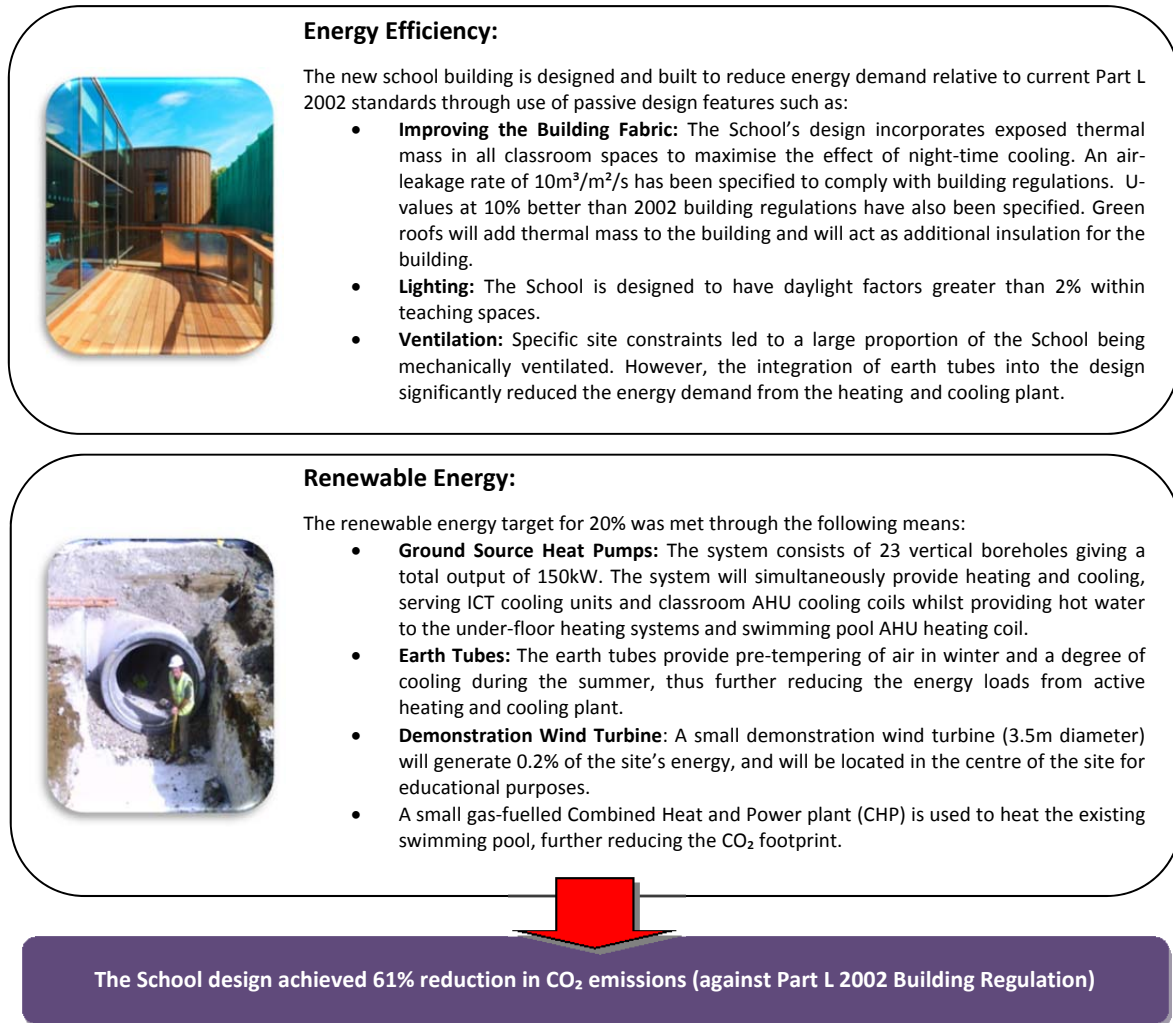 Energy Efficiency:
The new school building is designed and built to reduce energy demand relative to current Part L
2002 standards through use of passive design features such as:
• Improving the Building Fabric: The School's design incorporates exposed thermal
mass in all classroom spaces to maximise the effect of night-time cooling. An air-
leakage rate of 10m³/m²/s has been specified to comply with building regulations. U-
values at 10% better than 2002 building regulations have also been specified. Green
roofs will add thermal mass to the building and will act as additional insulation for the
building.
• Lighting: The School is designed to have daylight factors greater than 2% within
teaching spaces.
• Ventilation: Specific site constraints led to a large proportion of the School being
mechanically ventilated. However, the integration of earth tubes into the design
significantly reduced the energy demand from the heating and cooling plant.
Renewable Energy:
The renewable energy target for 20% was met through the following means:
• Ground Source Heat Pumps: The system consists of 23 vertical boreholes giving a
total output of 150kW. The system will simultaneously provide heating and cooling,
serving ICT cooling units and classroom AHU cooling coils whilst providing hot water
to the under-floor heating systems and swimming pool AHU heating coil.
• Earth Tubes: The earth tubes provide pre-tempering of air in winter and a degree of
cooling during the summer, thus further reducing the energy loads from active
heating and cooling plant.
• Demonstration Wind Turbine: A small demonstration wind turbine (3.5m diameter)
will generate 0.2% of the site's energy, and will be located in the centre of the site for
educational purposes.
• A small gas-fuelled Combined Heat and Power plant (CHP) is used to heat the existing
swimming pool, further reducing the CO₂ footprint.
The School design achieved 61% reduction in CO₂ emissions (against Part L 2002 Building Regulation)